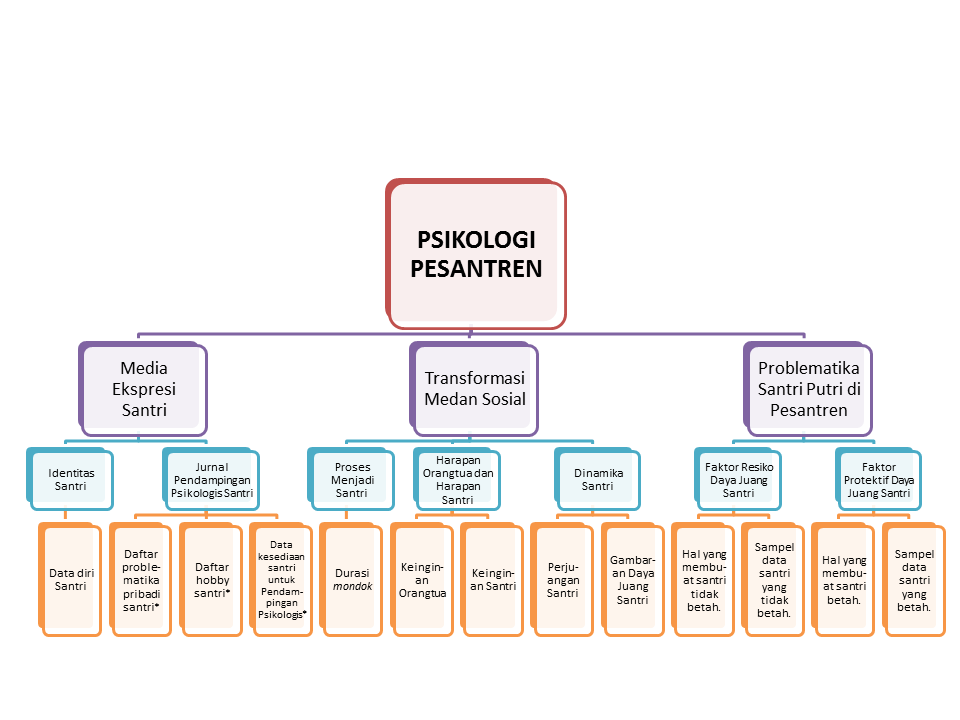 PSIKOLOGI
PESANTREN
Media
Ekspresi
Santri
Transformasi
Medan Sosial
Problematika
Santri Putri di
Pesantren
Identitas
Santri
Jurnal
Pendampingan
Psikologis Santri
Proses
Menjadi
Santri
Harapan
Orangtua dan
Harapan
Santri
Dinamika
Santri
Faktor Resiko
Daya Juang
Santri
Faktor
Protektif Daya
Juang Santri
Data diri
Santri
Daftar
proble-
matika
pribadi
santri*
Daftar
hobby
santri*
Data
kesediaan
santri
untuk
Pendam-
pingan
Psikologis*
Durasi
mondok
Keingin-
an
Orangtua
Keingin-
an Santri
Perju-
angan
Santri
Gambar-
an Daya
Juang
Santri
Hal yang
membu-
at santri
tidak
betah.
Sampel
data
santri
yang
tidak
betah.
Hal yang
membu-
at santri
betah.
Sampel
data
santri
yang
betah.